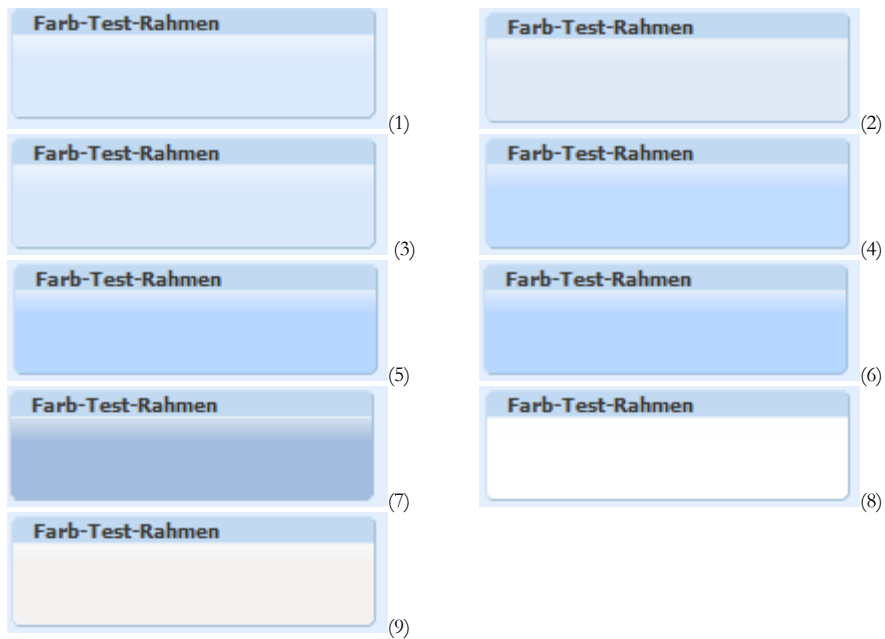 Farb-Test-Rahmen
(1)
Farb-Test-Rahmen
(2)
Farb-Test-Rahmen
(3)
Farb-Test-Rahmen
(4)
Farb-Test-Rahmen
(5)
Farb-Test-Rahmen
(6)
Farb-Test-Rahmen
(7)
Farb-Test-Rahmen
(8)
Farb-Test-Rahmen
(9)